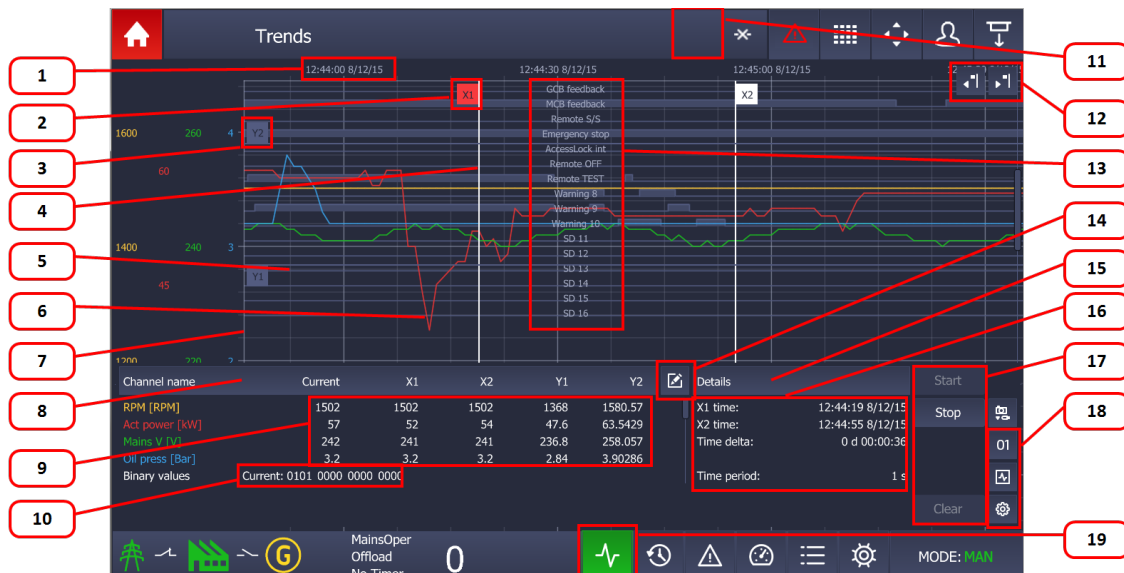 Trends
12:44:00 8/12/15 12:44:30 8/12/15 12:45:00 8/12/15
X1 X2
GCB feedback
MCB feedback
Remote S/S
1600 260 4 Y2 Emergency stop
AccessLock int
60 Remote OFF
Remote TEST
Warning 8
Warning 9
Warning 10
1400 240 3 SD 11
SD 12
Y1 SD 13
45 SD 14
SD 15
SD 16
1200 220 2
Channel name Current X1 X2 Y1 Y2 Details Start
RPM [RPM] 1502 1502 1502 1368 1580.57 X1 time: 12:44:19 8/12/15 Stop
Act power [kW] 57 52 54 47.6 63.5429 X2 time: 12:44:55 8/12/15
Mains V [V] 242 241 241 236.8 258.057 Time delta: 0 d 00:00:36 01
Oil press [Bar] 3.2 3.2 3.2 2.84 3.90286
Binary values Current: 0101 0000 0000 0000 Time period: 1 s
Clear
G MainsOper
Offload
No Timer 0 MODE: MAN
1
2
3
4
5
6
7
8
9
10
11
12
13
14
15
16
17
18
19